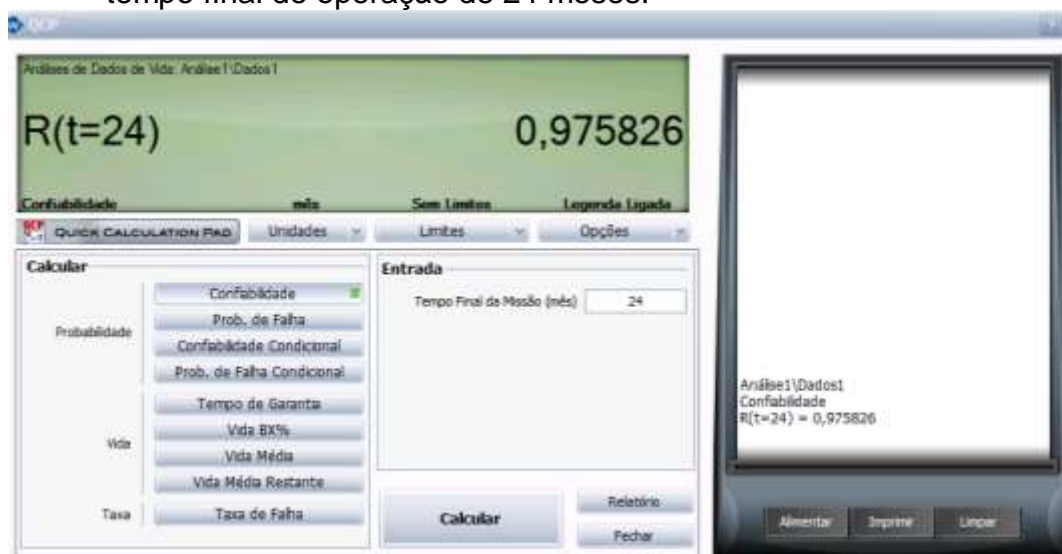 tempo final de operação de 24 meses.
QCP
Análises de Dados de Vida: Análise1\Dados1
R(t=24) 0,975826
Confiabilidade mês Sem Limites Legenda Ligada
QUICK CALCULATION PAD Unidades Limites Opções
Calcular
Probabilidade
Confiabilidade
Prob. de Falha
Confiabilidade Condicional
Prob. de Falha Condicional
Vida
Tempo de Garantia
Vida BX%
Vida Média
Vida Média Restante
Taxa
Taxa de Falha
Entrada
Tempo Final da Missão (mês) 24
Calcular
Relatório
Fechar
Análise1\Dados1
Confiabilidade
R(t=24) = 0,975826
Alimentar Imprimir Limpar